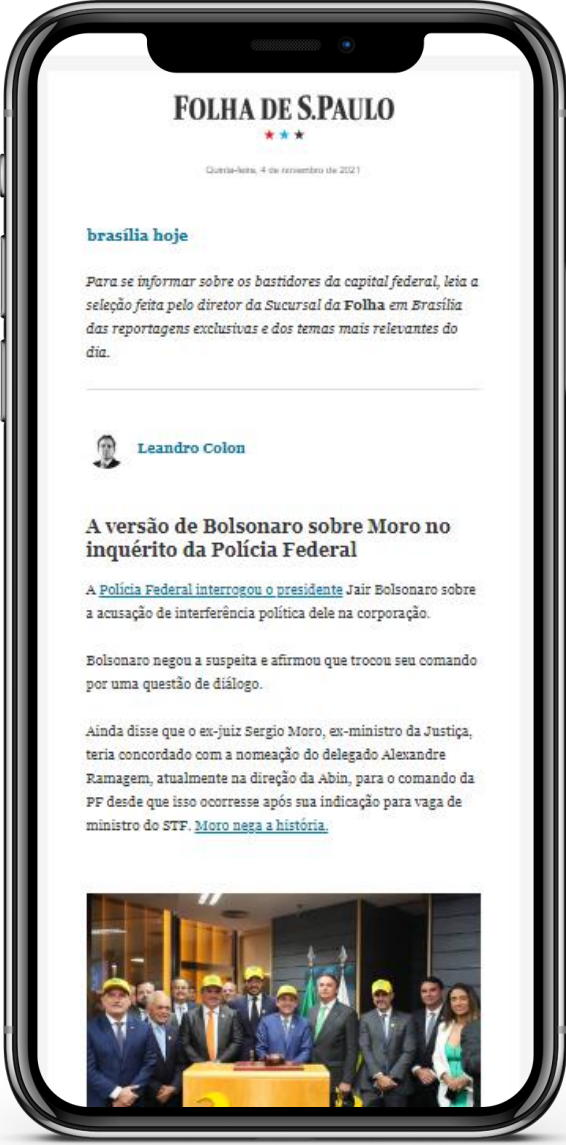 FOLHA DE S.PAULO
Quinta-feira, 4 de novembro de 2021
brasília hoje
Para se informar sobre os bastidores da capital federal, leia a
seleção feita pelo diretor da Sucursal da Folha em Brasília
das reportagens exclusivas e dos temas mais relevantes do
dia.
Leandro Colon
A versão de Bolsonaro sobre Moro no
inquérito da Polícia Federal
A Polícia Federal interrogou o presidente Jair Bolsonaro sobre
a acusação de interferência política dele na corporação.
Bolsonaro negou a suspeita e afirmou que trocou seu comando
por uma questão de diálogo.
Ainda disse que o ex-juiz Sergio Moro, ex-ministro da Justiça,
teria concordado com a nomeação do delegado Alexandre
Ramagem, atualmente na direção da Abin, para o comando da
PF desde que isso ocorresse após sua indicação para vaga de
ministro do STF. Moro nega a história.